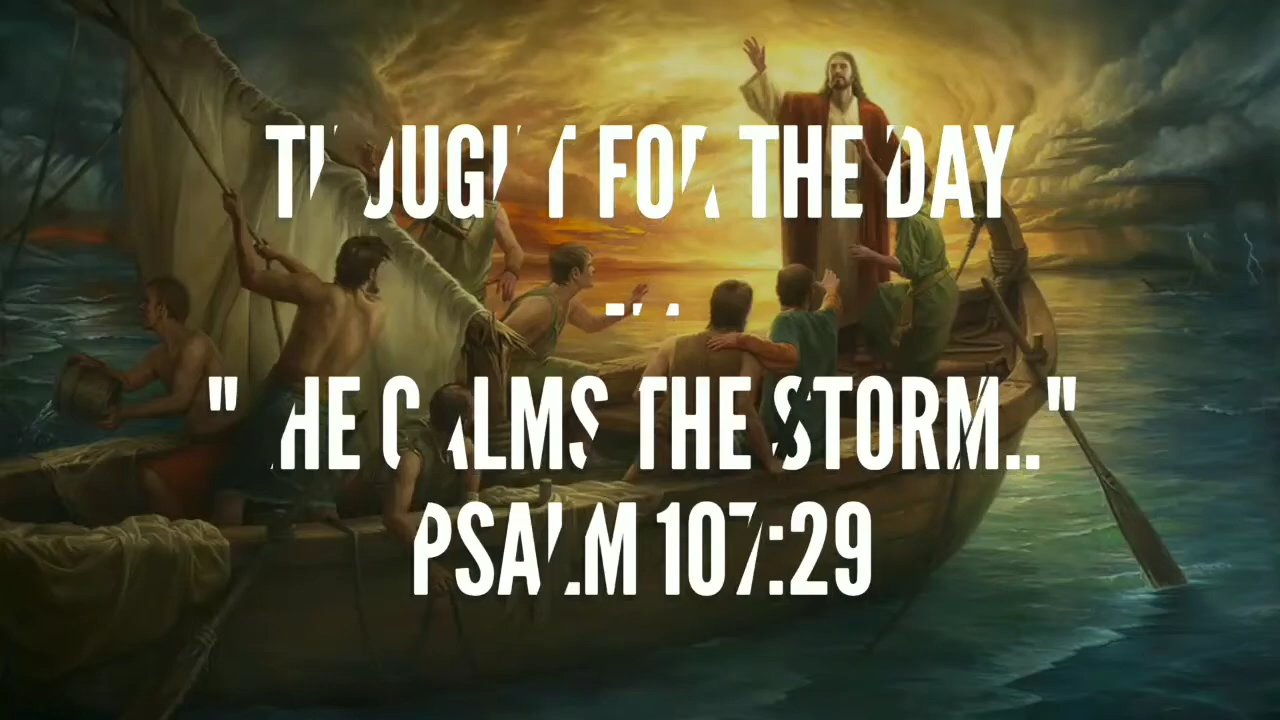 THOUGHT FOR THE DAY
" HE CALMS THE STORM.. "
PSALM 107:29